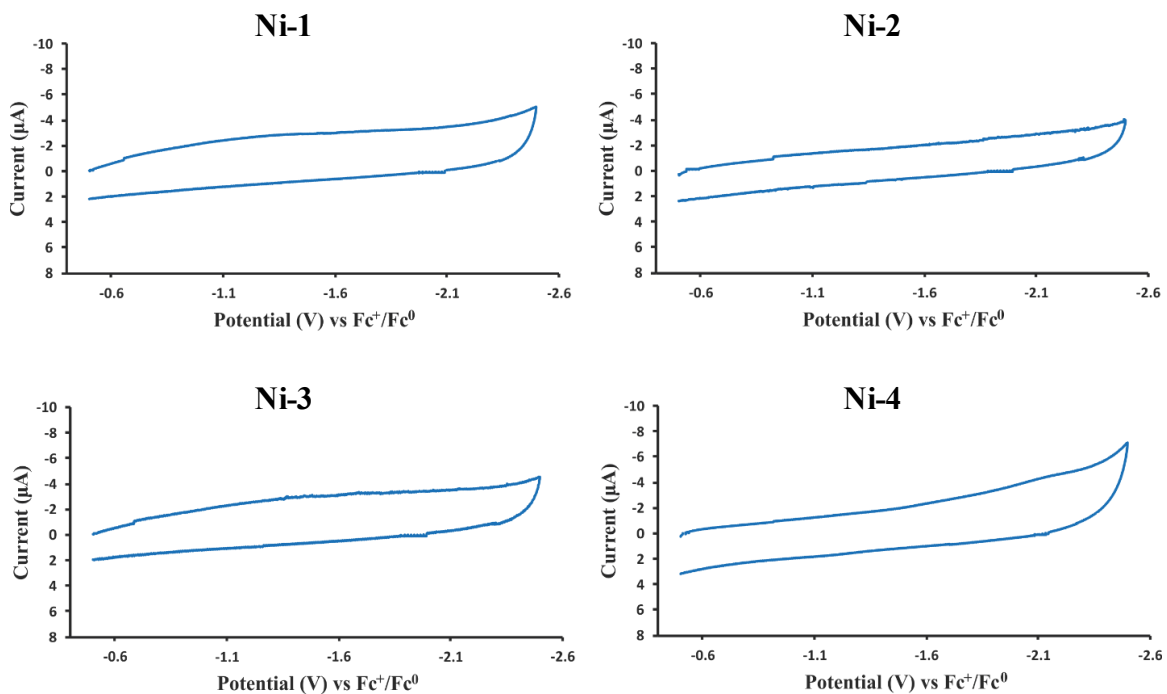 Ni-1
-10
-8
-6
-4
-2
0
2
4
6
8
Current (µA)
-0.6 -1.1 -1.6 -2.1 -2.6
Potential (V) vs Fc⁺/Fc⁰
Ni-2
-10
-8
-6
-4
-2
0
2
4
6
8
Current (µA)
-0.6 -1.1 -1.6 -2.1 -2.6
Potential (V) vs Fc⁺/Fc⁰
Ni-3
-10
-8
-6
-4
-2
0
2
4
6
8
Current (µA)
-0.6 -1.1 -1.6 -2.1 -2.6
Potential (V) vs Fc⁺/Fc⁰
Ni-4
-10
-8
-6
-4
-2
0
2
4
6
8
Current (µA)
-0.6 -1.1 -1.6 -2.1 -2.6
Potential (V) vs Fc⁺/Fc⁰